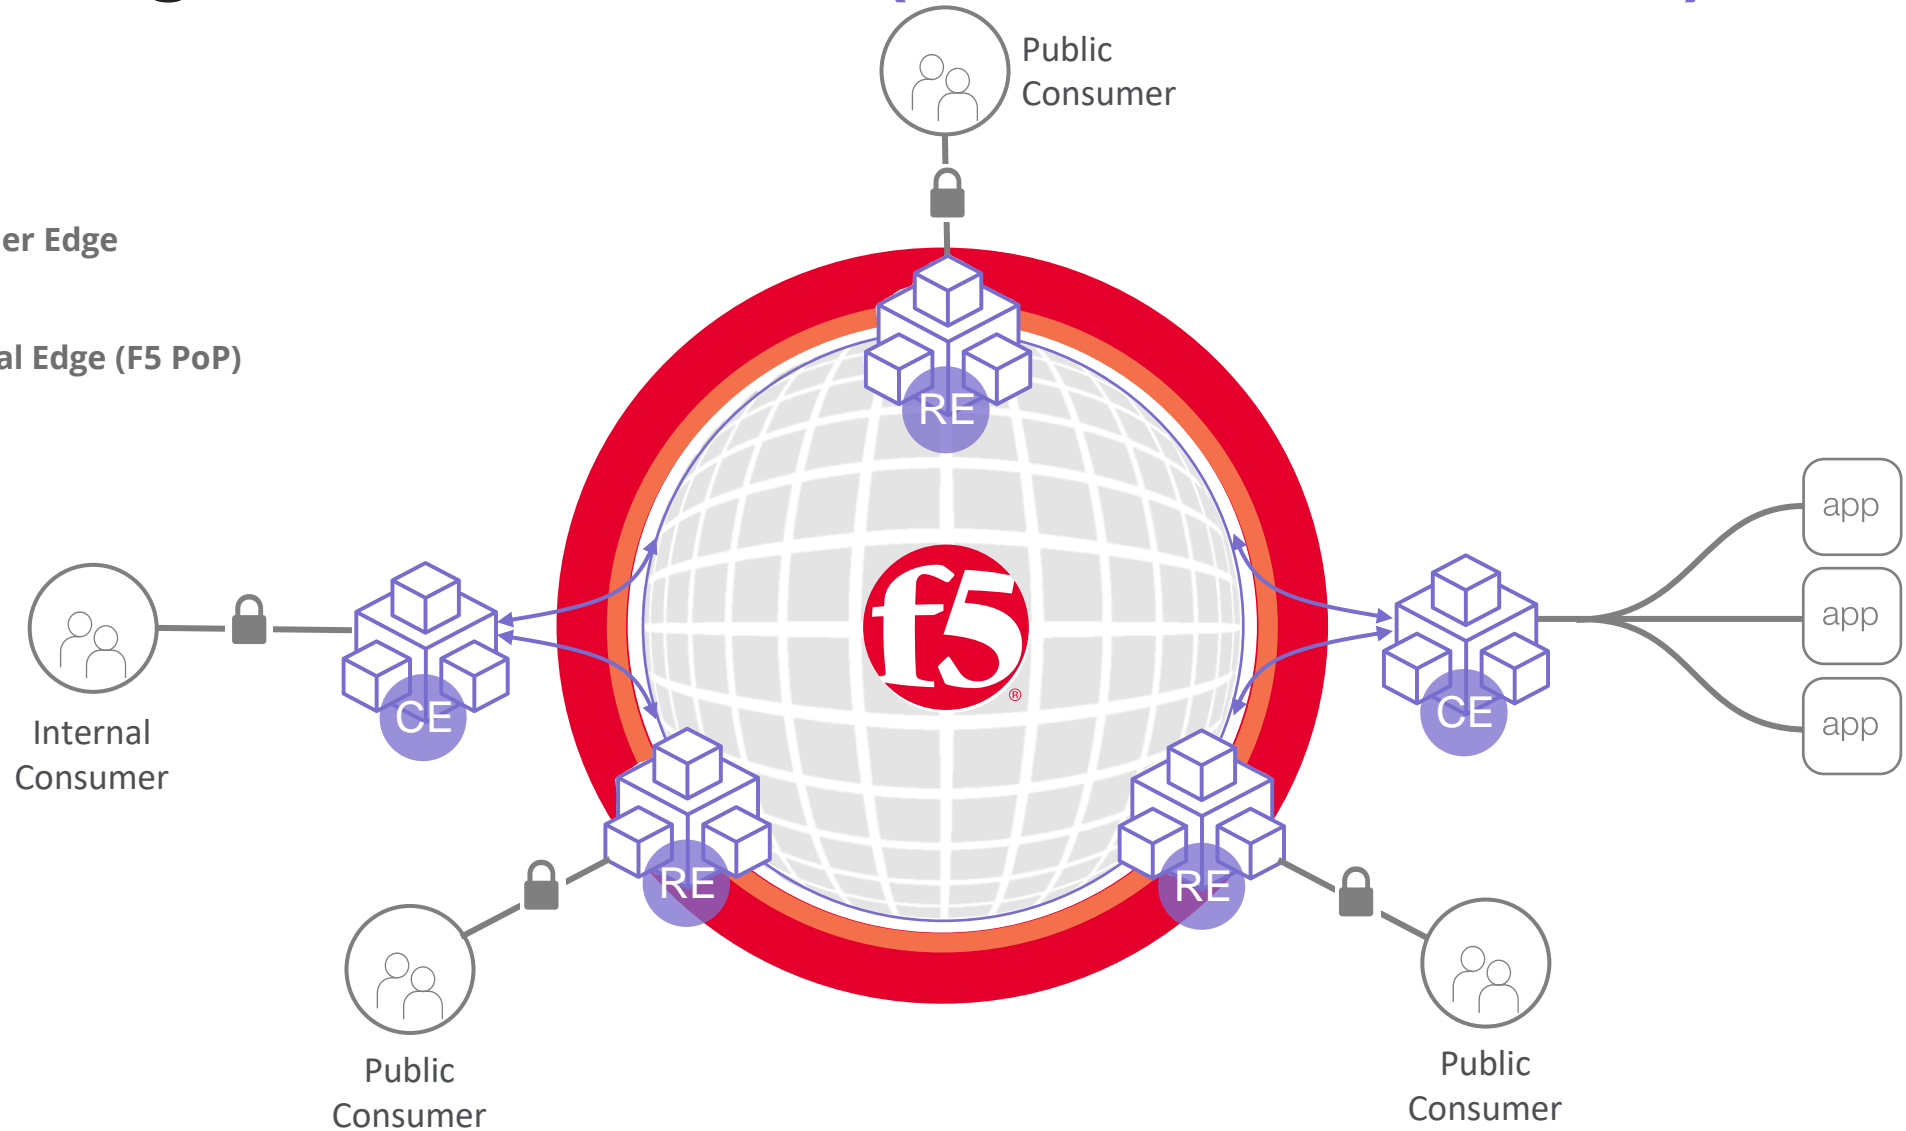 Public
Consumer
er Edge
al Edge (F5 PoP)
RE
f5
®
app
app
app
CE
CE
Internal
Consumer
RE
RE
Public
Consumer
Public
Consumer